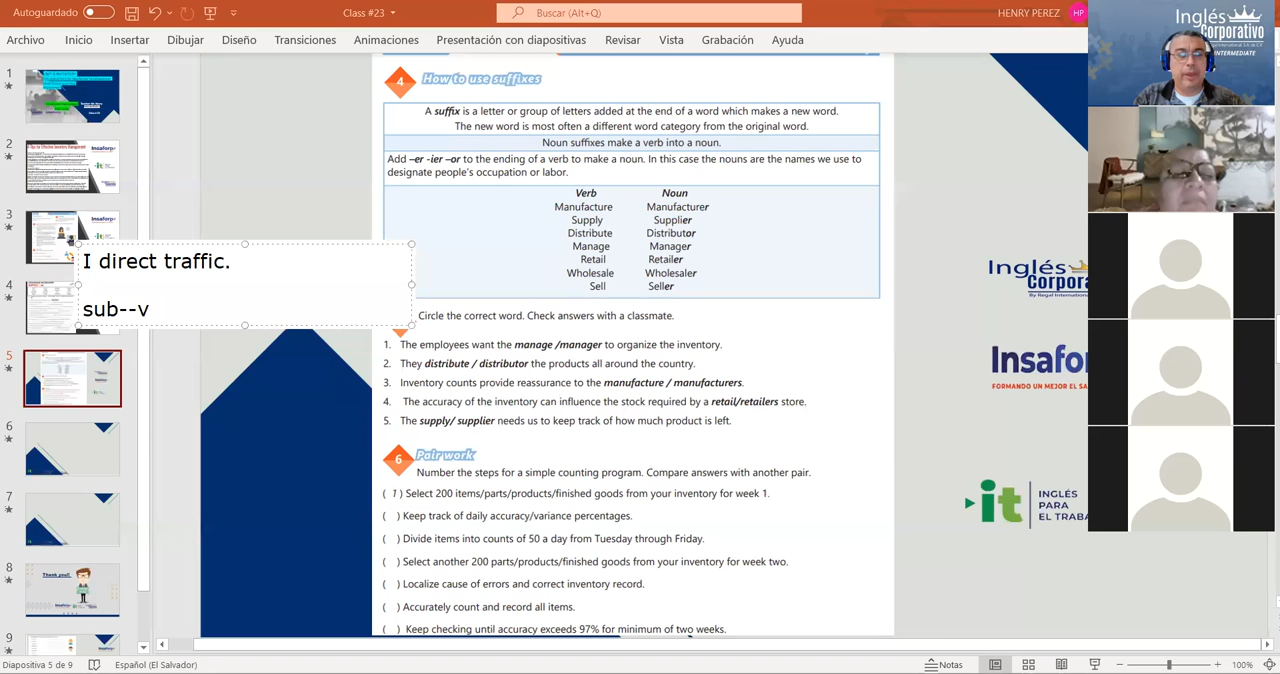 Autoguardado
Class #23
Buscar (Alt+Q)
HENRY PEREZ
HP
Archivo Inicio Insertar Dibujar Diseño Transiciones Animaciones Presentación con diapositivas Revisar Vista Grabación Ayuda
Inglés
Corporativo
INTERMEDIATE
1
2
3
4
5
6
7
8
9
Insaforp
Thank you!!
I direct traffic.
sub--v
4 How to use suffixes
A suffix is a letter or group of letters added at the end of a word which makes a new word.
The new word is most often a different word category from the original word.
Noun suffixes make a verb into a noun.
Add –er -ier –or to the ending of a verb to make a noun. In this case the nouns are the names we use to
designate people's occupation or labor.
Verb Noun
Manufacture Manufacturer
Supply Supplier
Distribute Distributor
Manage Manager
Retail Retailer
Wholesale Wholesaler
Sell Seller
Circle the correct word. Check answers with a classmate.
1. The employees want the manage /manager to organize the inventory.
2. They distribute / distributor the products all around the country.
3. Inventory counts provide reassurance to the manufacture / manufacturers.
4. The accuracy of the inventory can influence the stock required by a retail/retailers store.
5. The supply/ supplier needs us to keep track of how much product is left.
6 Pair work
Number the steps for a simple counting program. Compare answers with another pair.
( 1 ) Select 200 items/parts/products/finished goods from your inventory for week 1.
( ) Keep track of daily accuracy/variance percentages.
( ) Divide items into counts of 50 a day from Tuesday through Friday.
( ) Select another 200 parts/products/finished goods from your inventory for week two.
( ) Localize cause of errors and correct inventory record.
( ) Accurately count and record all items.
( ) Keep checking until accuracy exceeds 97% for minimum of two weeks.
Inglés
Corpora
By Regal Internationa
Insafor
FORMANDO UN MEJOR EL SA
it
INGLÉS
PARA
EL TRABA
Diapositiva 5 de 9
Español (El Salvador)
Notas
100%